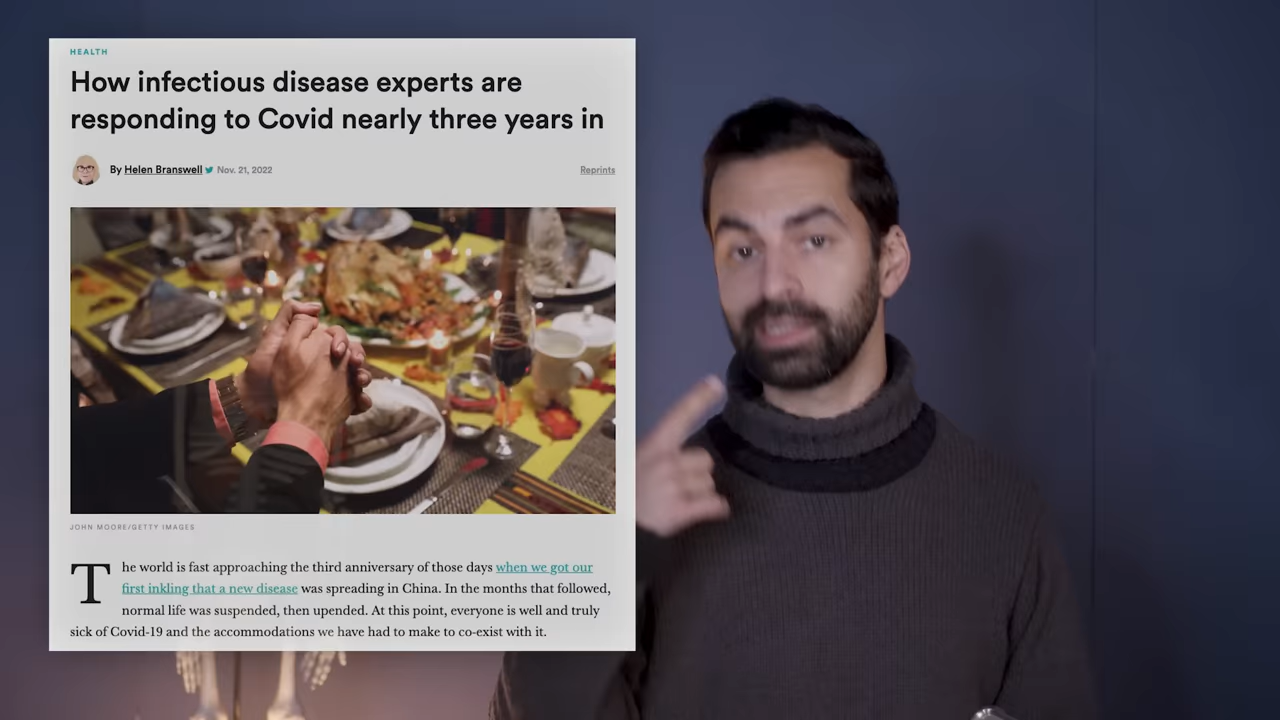 HEALTH
How infectious disease experts are
responding to Covid nearly three years in
By Helen Branswell Nov. 21, 2022
Reprints
JOHN MOORE/GETTY IMAGES
The world is fast approaching the third anniversary of those days when we got our
first inkling that a new disease was spreading in China. In the months that followed,
normal life was suspended, then upended. At this point, everyone is well and truly
sick of Covid-19 and the accommodations we have had to make to co-exist with it.